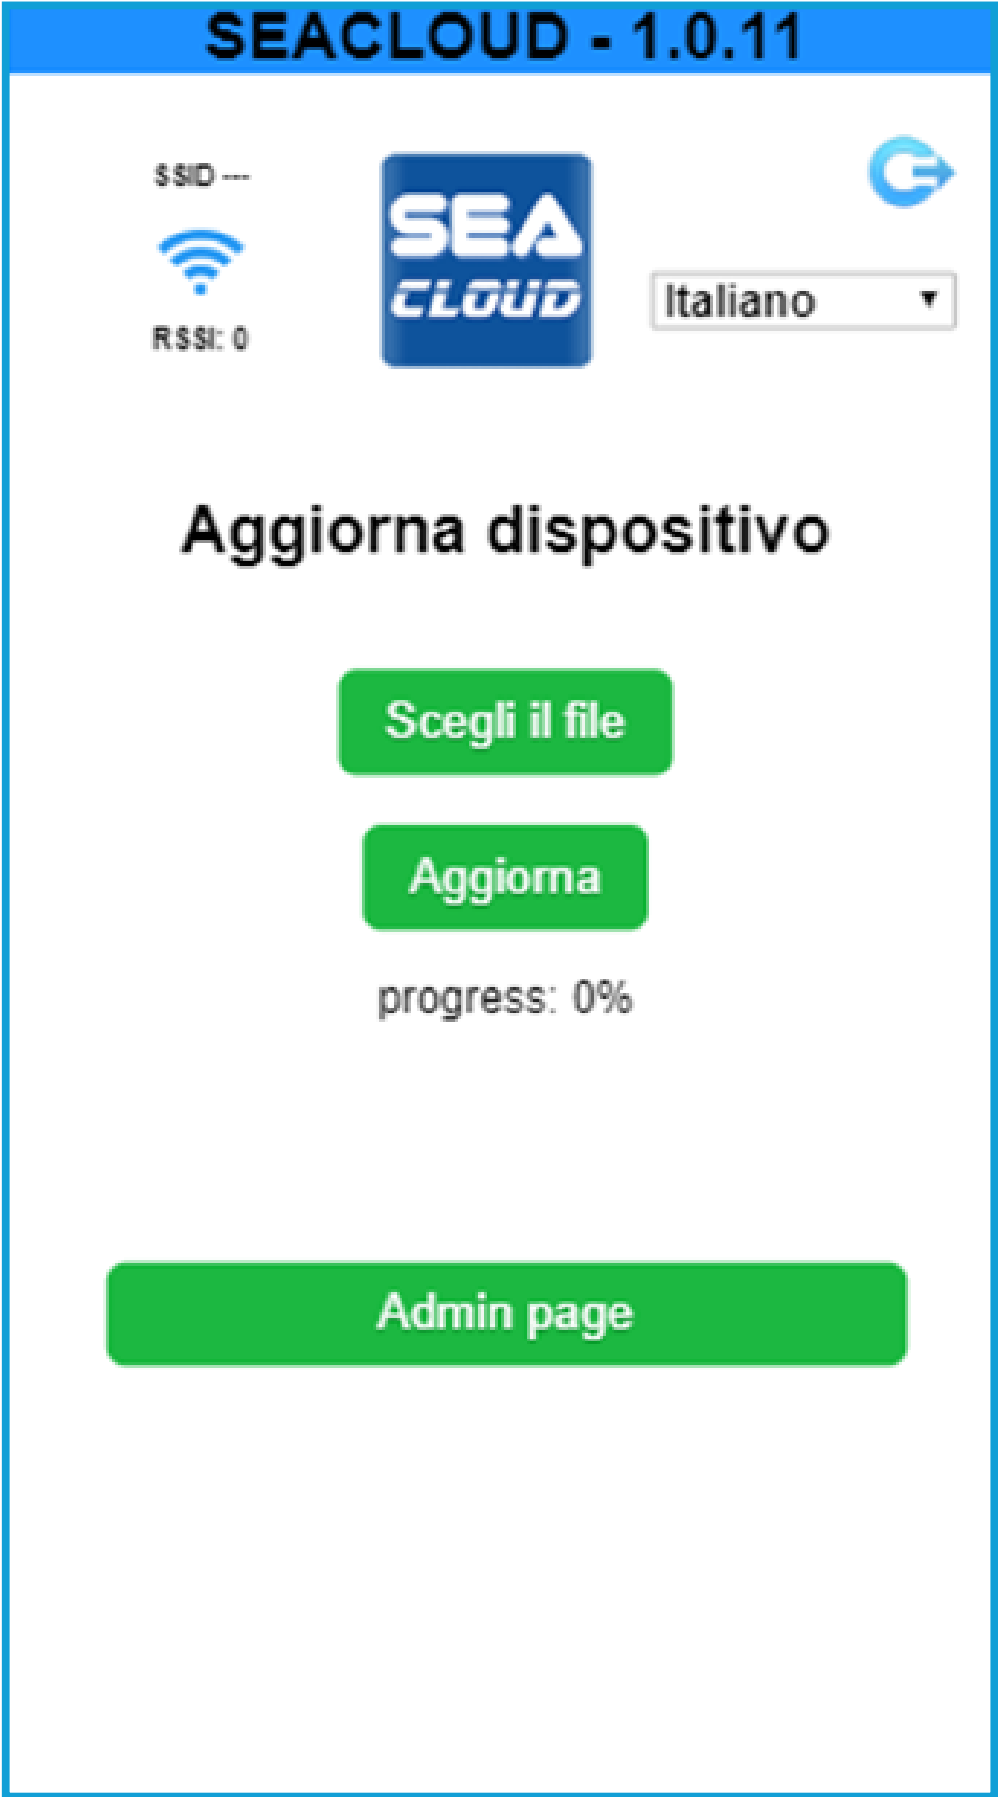 SEACLOUD - 1.0.11
SSID ---
RSSI: 0
SEA
CLOUD
Italiano
Aggiorna dispositivo
Scegli il file
Aggiorna
progress: 0%
Admin page